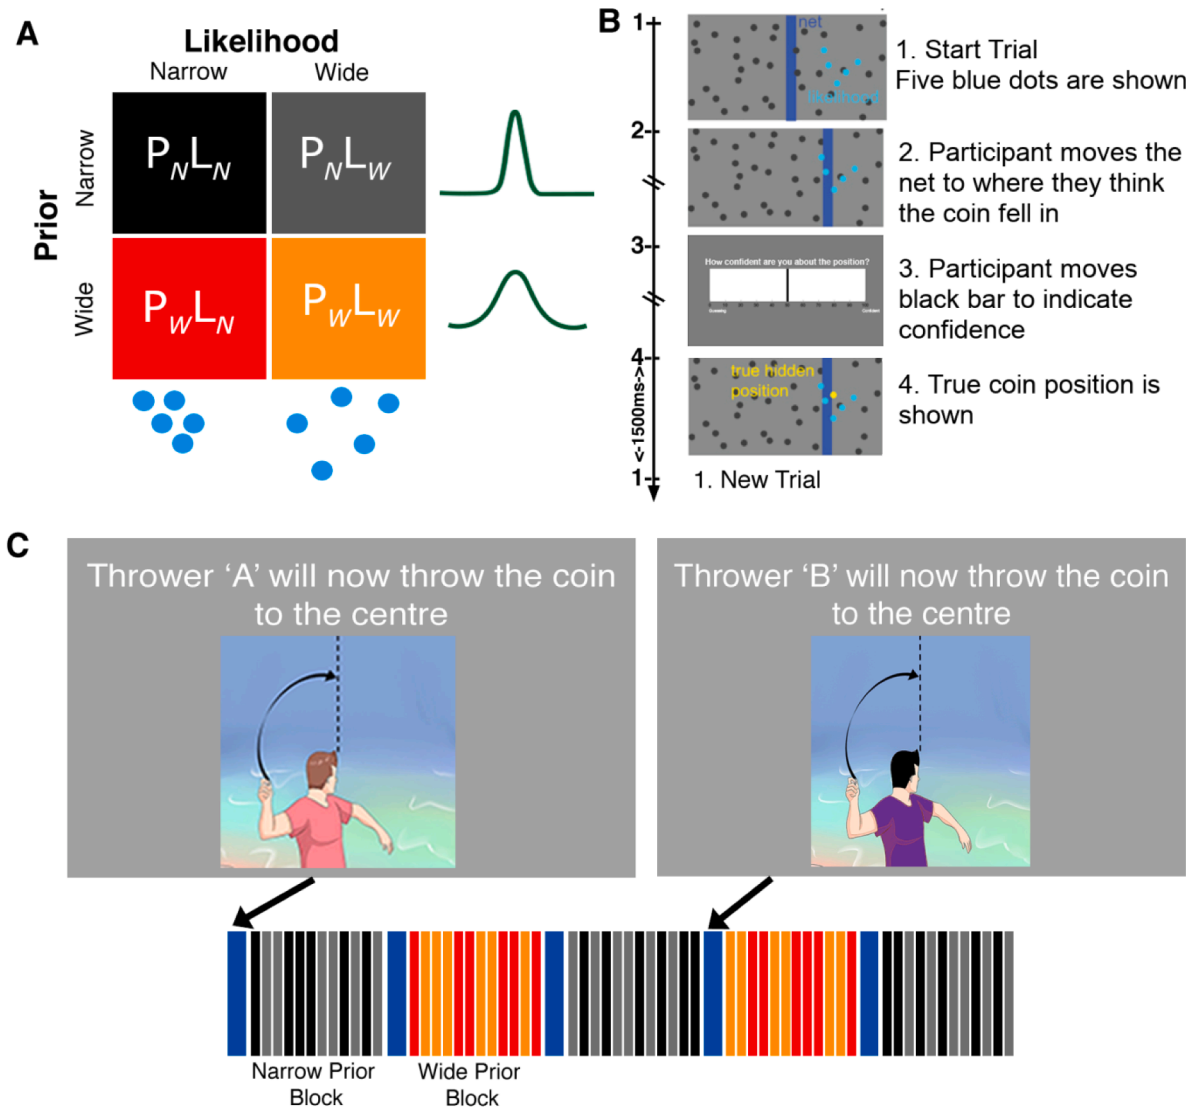 A
Likelihood
Narrow
Wide
Prior
Narrow
Wide
PNLN
PNLW
PWLN
PWLW
B
1
2
3
4
1
<-1500ms->
net
likelihood
1. Start Trial
Five blue dots are shown
2. Participant moves the
net to where they think
the coin fell in
How confident are you about the position?
Guessing
Confident
3. Participant moves
black bar to indicate
confidence
true hidden
position
4. True coin position is
shown
1. New Trial
C
Thrower ‘A’ will now throw the coin
to the centre
Thrower ‘B’ will now throw the coin
to the centre
Narrow Prior
Block
Wide Prior
Block